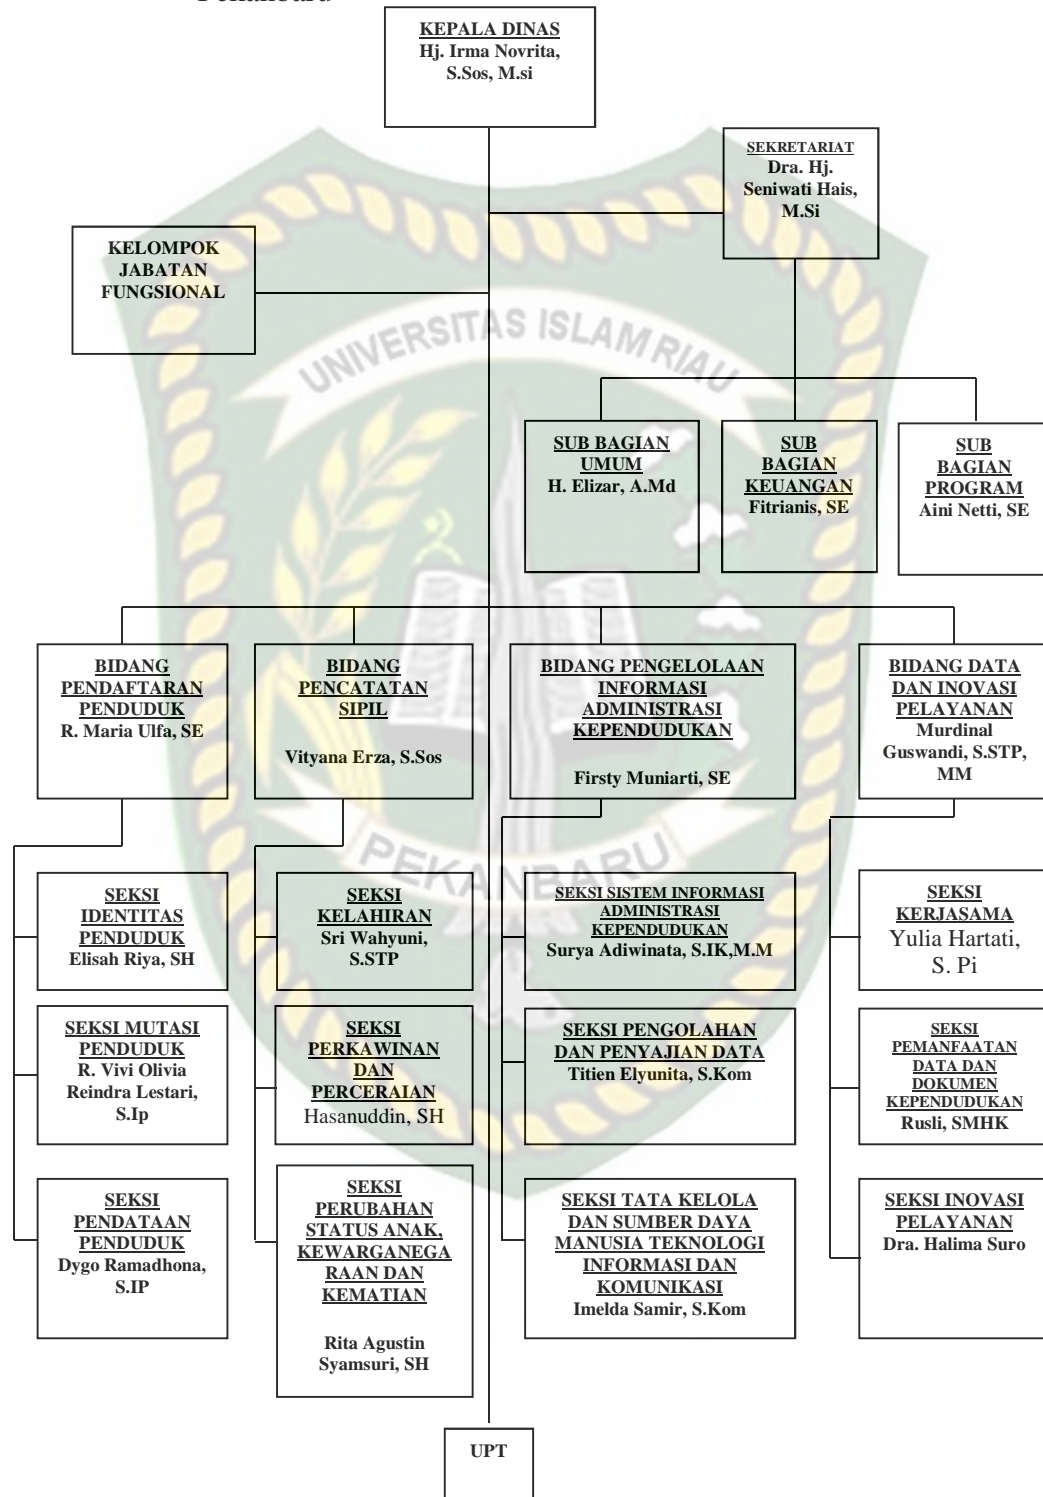 KEPALA DINAS
Hj. Irma Novrita,
S.Sos, M.si
SEKRETARIAT
Dra. Hj.
Seniwati Hais,
M.Si
KELOMPOK
JABATAN
FUNGSIONAL
UNIVERSITAS ISLAM RIAU
SUB BAGIAN
UMUM
H. Elizar, A.Md
SUB
BAGIAN
KEUANGAN
Fitrianis, SE
SUB
BAGIAN
PROGRAM
Aini Netti, SE
BIDANG
PENDAFTARAN
PENDUDUK
R. Maria Ulfa, SE
BIDANG
PENCATATAN
SIPIL
Vityana Erza, S.Sos
BIDANG PENGELOLAAN
INFORMASI
ADMINISTRASI
KEPENDUDUKAN
Firsty Muniarti, SE
BIDANG DATA
DAN INOVASI
PELAYANAN
Murdinal
Guswandi, S.STP,
MM
PEKANBARU
SEKSI
IDENTITAS
PENDUDUK
Elisah Riya, SH
SEKSI
KELAHIRAN
Sri Wahyuni,
S.STP
SEKSI SISTEM INFORMASI
ADMINISTRASI
KEPENDUDUKAN
Surya Adiwinata, S.IK,M.M
SEKSI
KERJASAMA
Yulia Hartati,
S. Pi
SEKSI MUTASI
PENDUDUK
R. Vivi Olivia
Reindra Lestari,
S.Ip
SEKSI
PERKAWINAN
DAN
PERCERAIAN
Hasanuddin, SH
SEKSI PENGOLAHAN
DAN PENYAJIAN DATA
Titien Elyunita, S.Kom
SEKSI
PEMANFAATAN
DATA DAN
DOKUMEN
KEPENDUDUKAN
Rusli, SMHK
SEKSI
PENDATAAN
PENDUDUK
Dygo Ramadhona,
S.IP
SEKSI
PERUBAHAN
STATUS ANAK,
KEWARGANEGA
RAAN DAN
KEMATIAN
Rita Agustin
Syamsuri, SH
SEKSI TATA KELOLA
DAN SUMBER DAYA
MANUSIA TEKNOLOGI
INFORMASI DAN
KOMUNIKASI
Imelda Samir, S.Kom
SEKSI INOVASI
PELAYANAN
Dra. Halima Suro
UPT